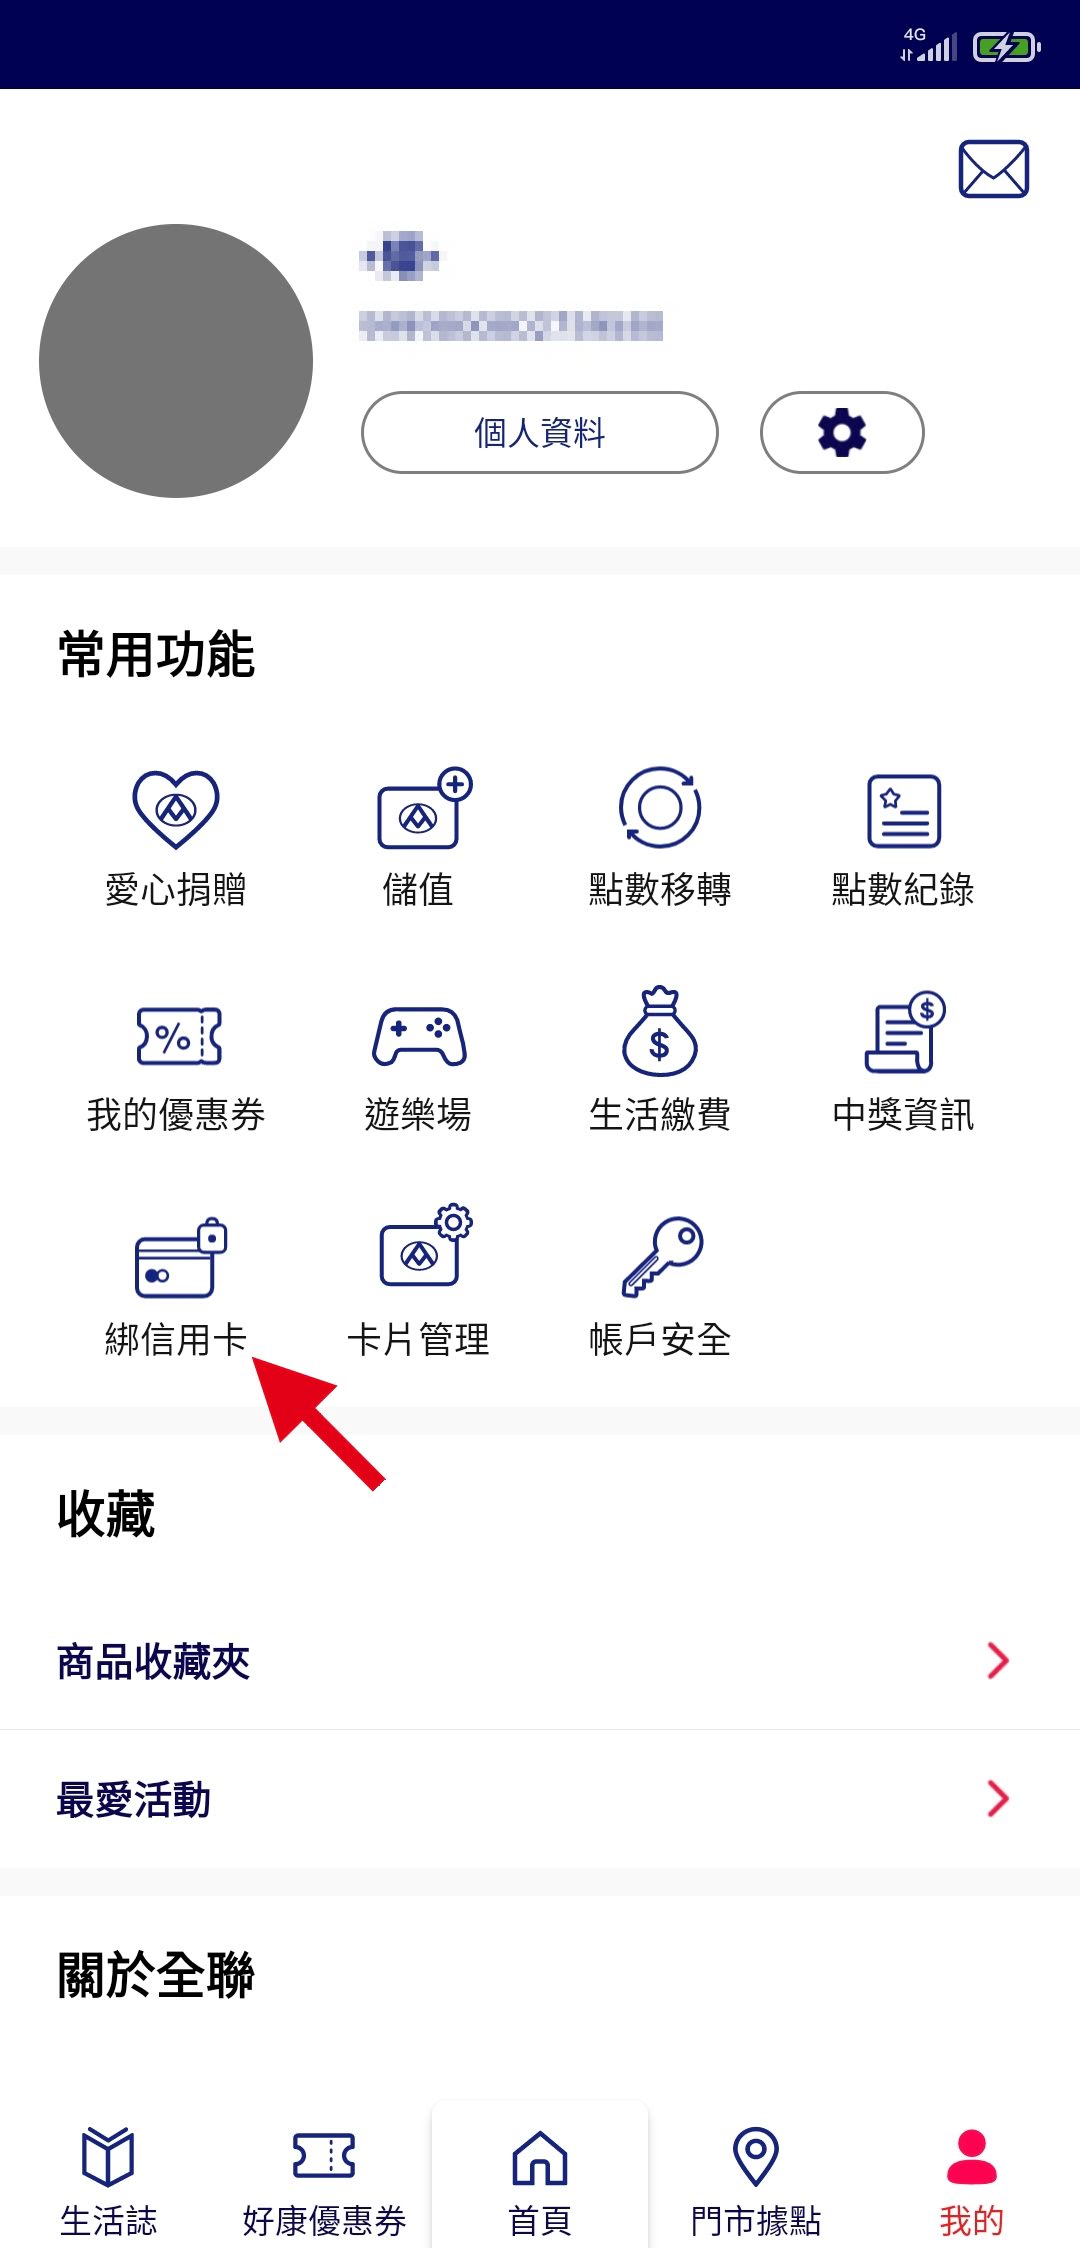 4G
個人資料
常用功能
愛心捐贈 儲值 點數移轉 點數紀錄
我的優惠券 遊樂場 生活繳費 中獎資訊
綁信用卡 卡片管理 帳戶安全
收藏
商品收藏夾
最愛活動
關於全聯
生活誌 好康優惠券 首頁 門市據點 我的